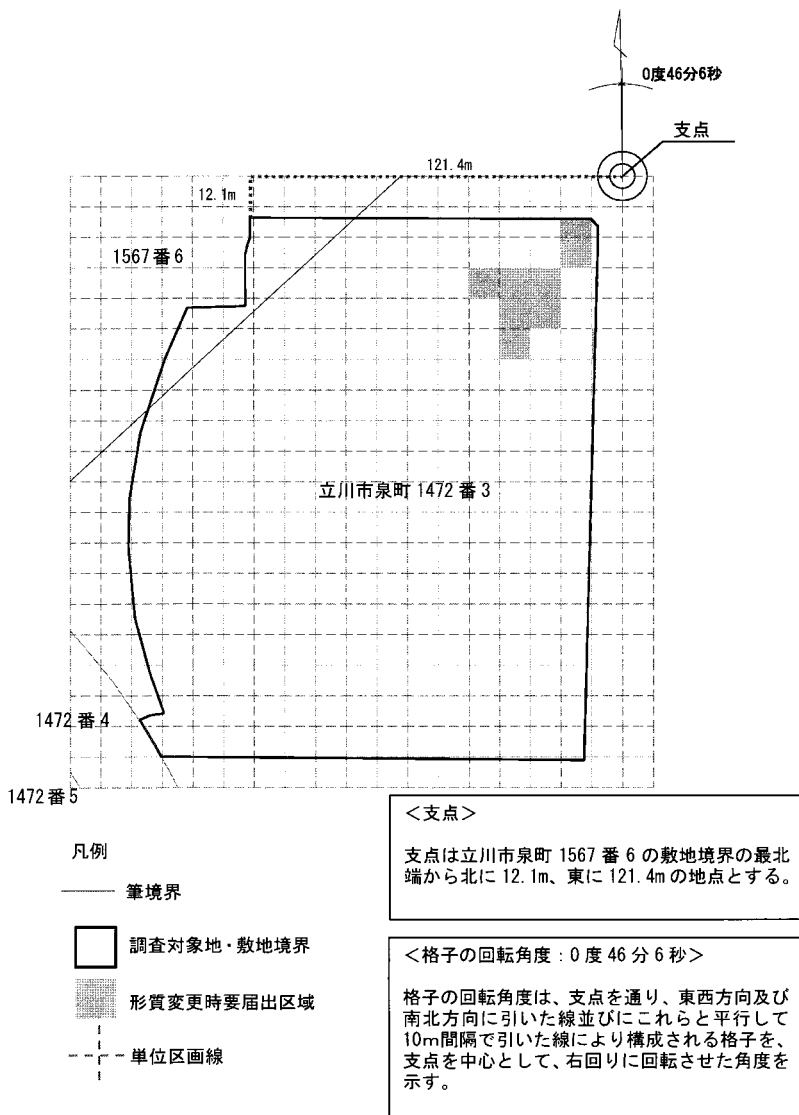 0度46分6秒
支点
121.4m
12.1m
1567番6
立川市泉町1472番3
1472番4
1472番5
凡例
筆境界
調査対象地・敷地境界
形質変更時要届出区域
単位区画線
<支点>
支点は立川市泉町1567番6の敷地境界の最北
端から北に12.1m、東に121.4mの地点とする。
<格子の回転角度：0度46分6秒>
格子の回転角度は、支点を通り、東西方向及び
南北方向に引いた線並びにこれらと平行して
10m間隔で引いた線により構成される格子を、
支点を中心として、右回りに回転させた角度を
示す。